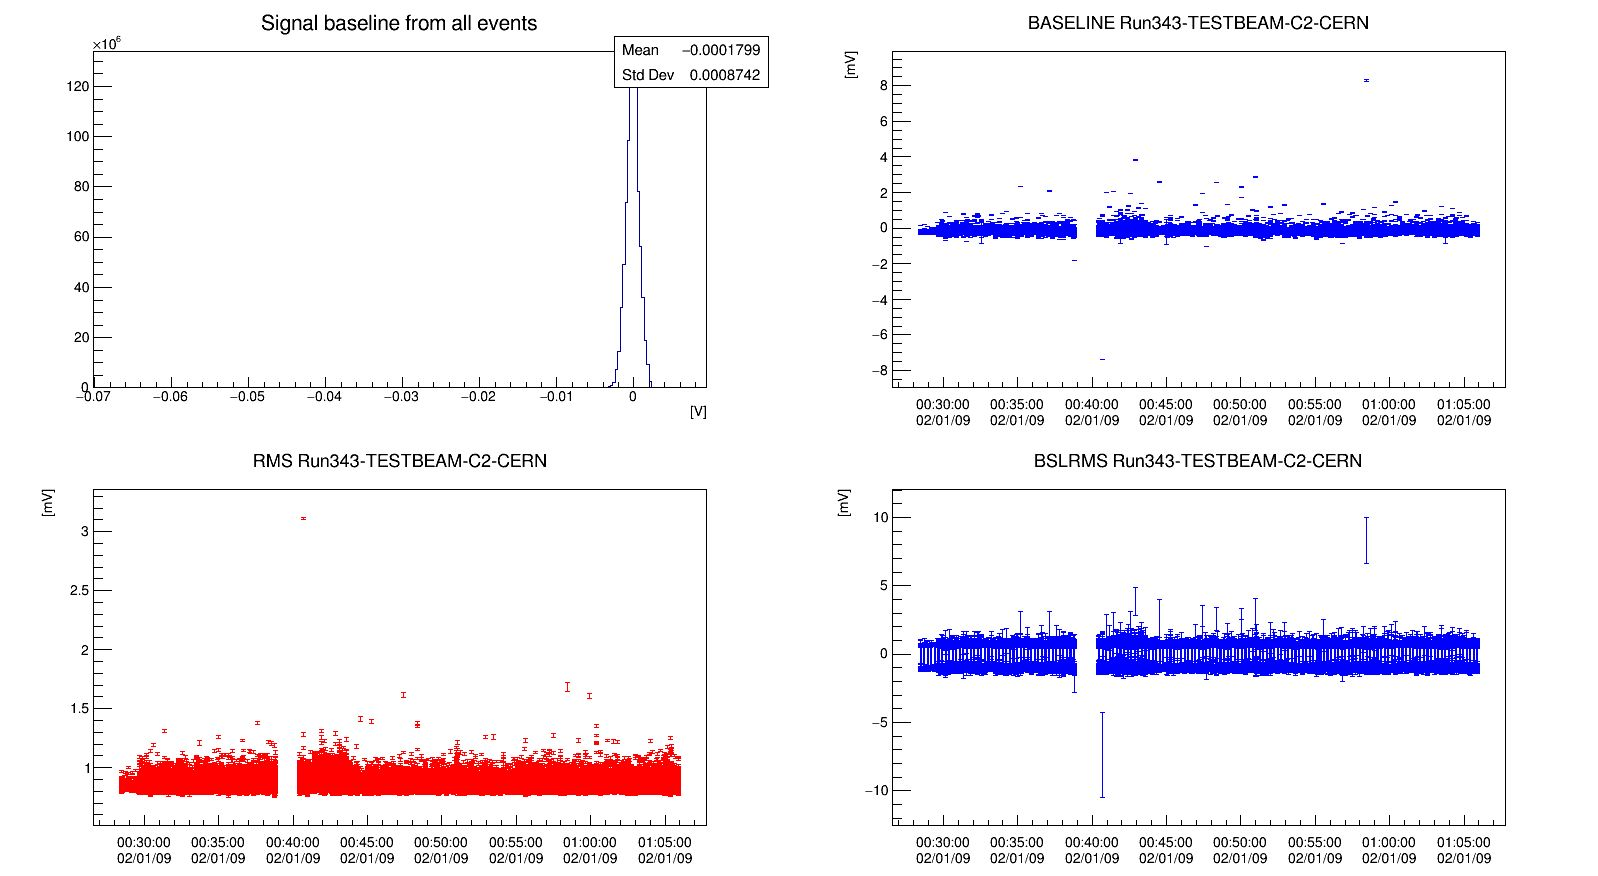 Signal baseline from all events
×10⁶
Mean −0.0001799
Std Dev 0.0008742
120
100
80
60
40
20
0
−0.07 −0.06 −0.05 −0.04 −0.03 −0.02 −0.01 0
[V]
BASELINE Run343-TESTBEAM-C2-CERN
[mV]
8
6
4
2
0
−2
−4
−6
−8
00:30:00 00:35:00 00:40:00 00:45:00 00:50:00 00:55:00 01:00:00 01:05:00
02/01/09 02/01/09 02/01/09 02/01/09 02/01/09 02/01/09 02/01/09 02/01/09
RMS Run343-TESTBEAM-C2-CERN
[mV]
3
2.5
2
1.5
1
00:30:00 00:35:00 00:40:00 00:45:00 00:50:00 00:55:00 01:00:00 01:05:00
02/01/09 02/01/09 02/01/09 02/01/09 02/01/09 02/01/09 02/01/09 02/01/09
BSLRMS Run343-TESTBEAM-C2-CERN
[mV]
10
5
0
−5
−10
00:30:00 00:35:00 00:40:00 00:45:00 00:50:00 00:55:00 01:00:00 01:05:00
02/01/09 02/01/09 02/01/09 02/01/09 02/01/09 02/01/09 02/01/09 02/01/09